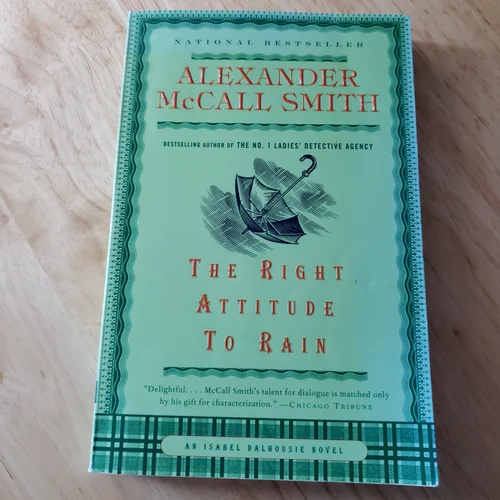 NATIONAL BESTSELLER
ALEXANDER
McCALL SMITH
BESTSELLING AUTHOR OF THE NO. 1 LADIES' DETECTIVE AGENCY
THE RIGHT
ATTITUDE
TO RAIN
"Delightful. . . . McCall Smith's talent for dialogue is matched only
by his gift for characterization." —CHICAGO TRIBUNE
AN ISABEL DALHOUSIE NOVEL